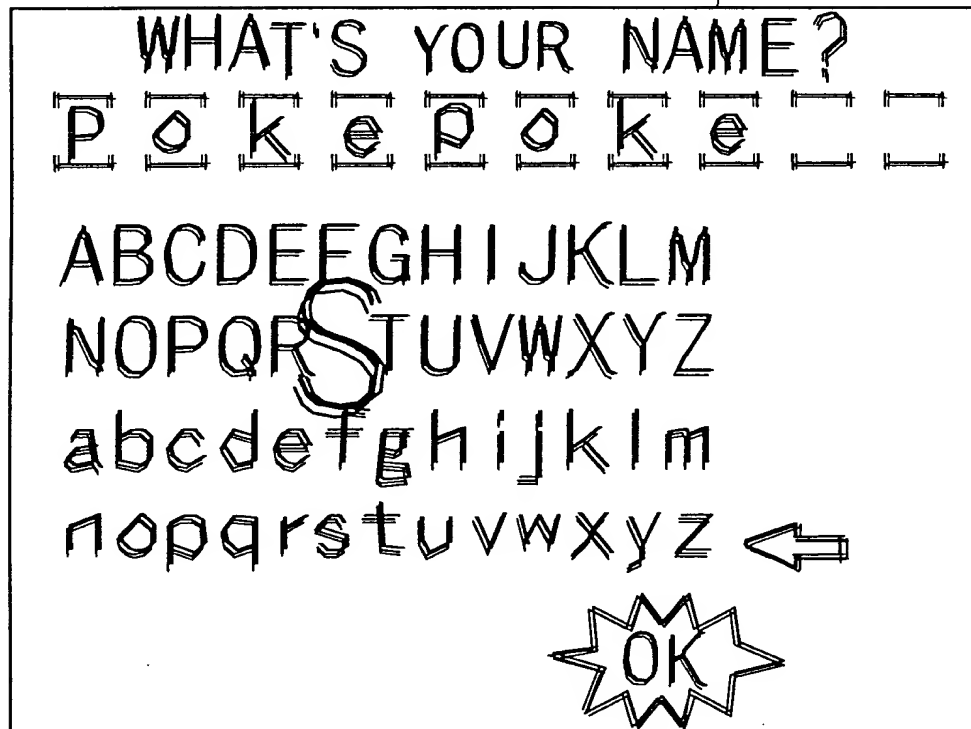 WHAT'S YOUR NAME?
Pokepoke
ABCDEFGHIJKLM
NOPQRSTUVWXYZ
abcdefghijklm
nopqrstuvwxyz
OK